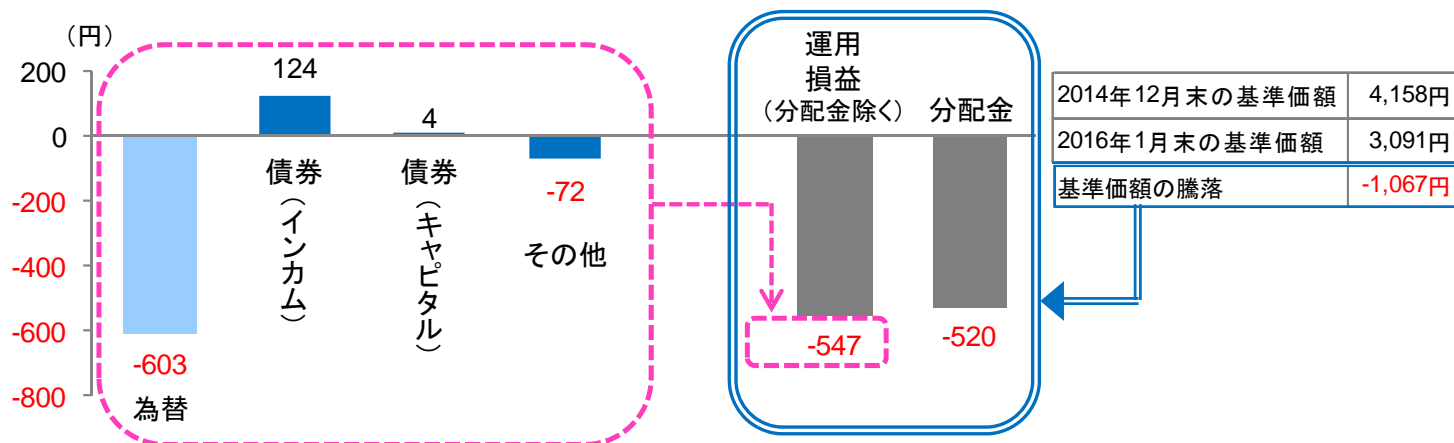 （円）
200
0
-200
-400
-600
-800
-603
為替
124
債券
（インカム）
4
債券
（キャピタル）
-72
その他
運用
損益
（分配金除く）
-547
分配金
-520
2014年12月末の基準価額 4,158円
2016年1月末の基準価額 3,091円
基準価額の騰落 -1,067円